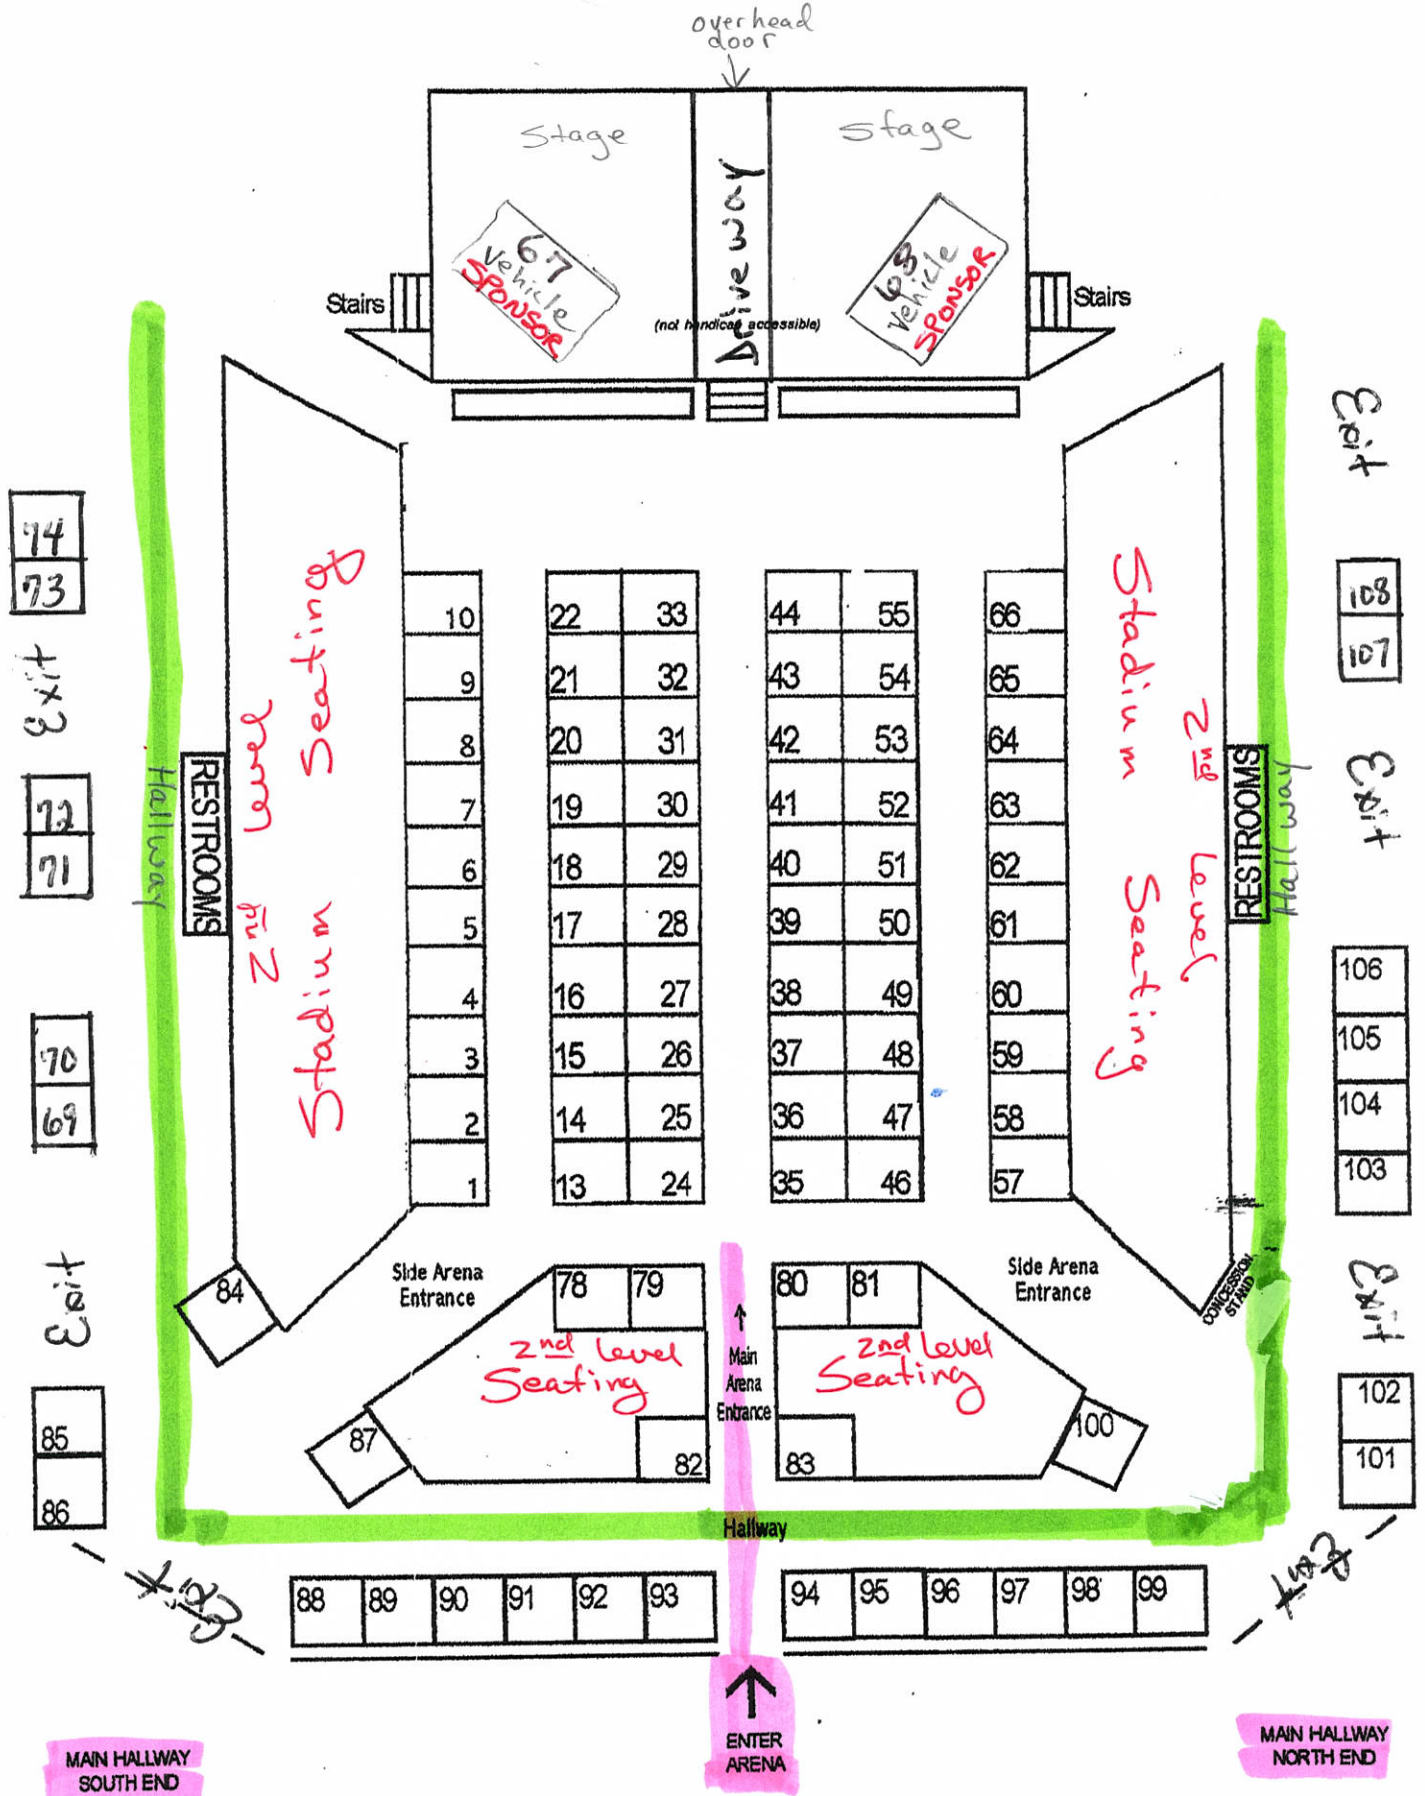 overhead
door
Stage
Stage
Driveway
67
Vehicle
SPONSOR
68
Vehicle
SPONSOR
Stairs
(not handicap accessible)
Stairs
Exit
74
73
Exit
72
71
70
69
Exit
85
86
Exit
Hallway
RESTROOMS
2nd Level
Stadium Seating
10 22 33 44 55 66
9 21 32 43 54 65
8 20 31 42 53 64
7 19 30 41 52 63
6 18 29 40 51 62
5 17 28 39 50 61
4 16 27 38 49 60
3 15 26 37 48 59
2 14 25 36 47 58
1 13 24 35 46 57
Stadium Seating
2nd Level
RESTROOMS
Hallway
108
107
Exit
106
105
104
103
Exit
102
101
Exit
84
Side Arena
Entrance
78 79 80 81
Side Arena
Entrance
CONCESSION
STAND
2nd Level
Seating
Main
Arena
Entrance
2nd Level
Seating
87
82 83
100
Hallway
88 89 90 91 92 93 94 95 96 97 98 99
ENTER
ARENA
MAIN HALLWAY
SOUTH END
MAIN HALLWAY
NORTH END